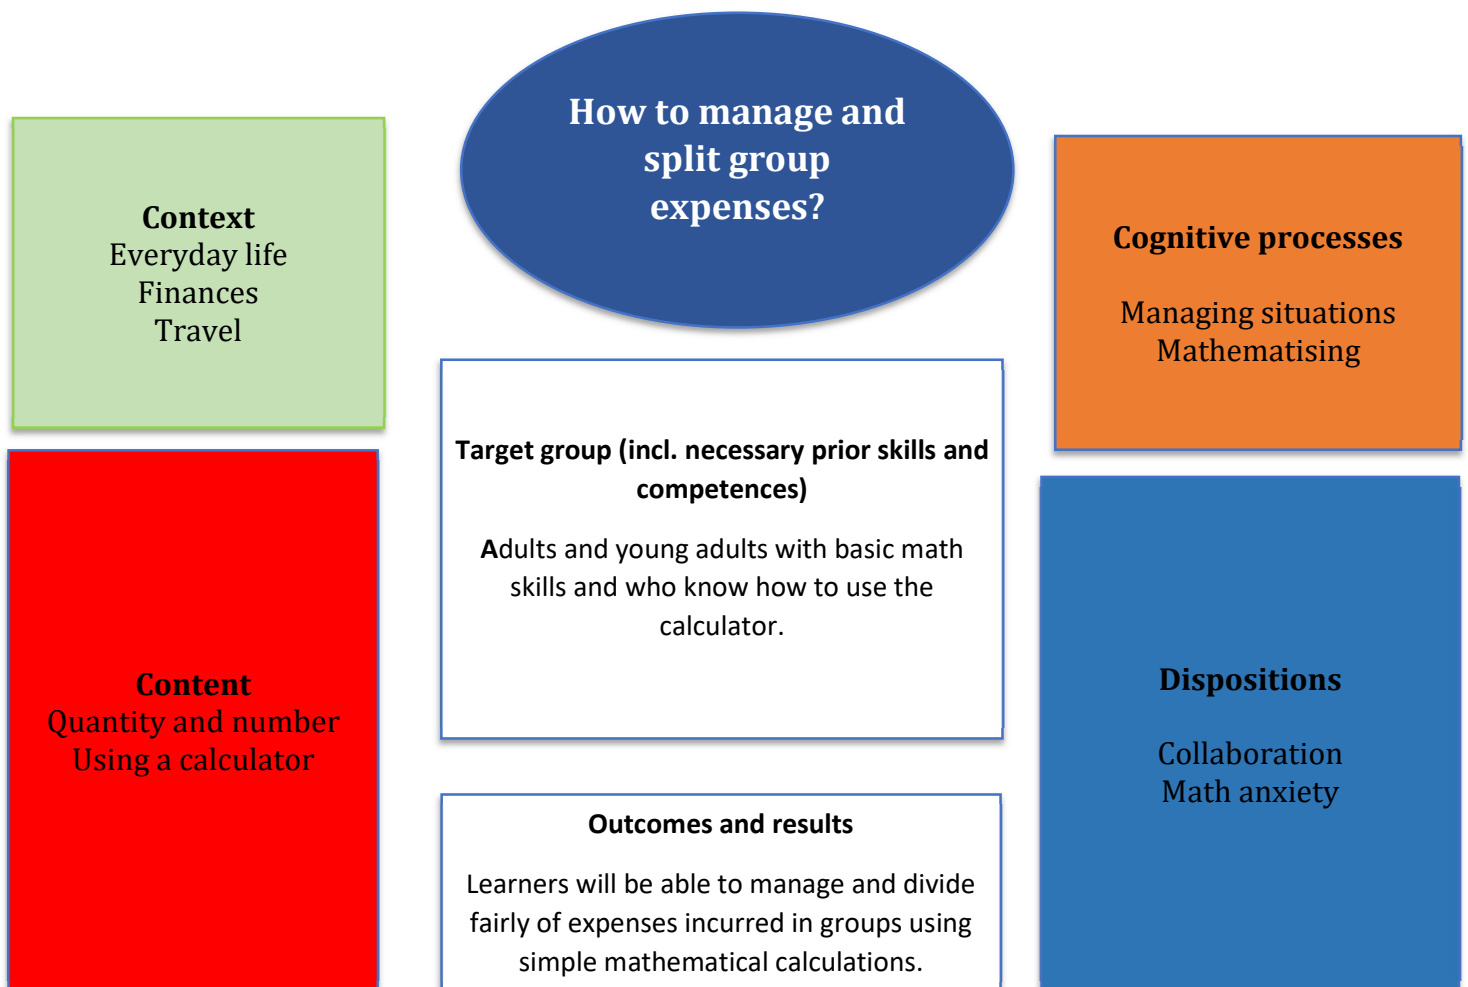 How to manage and
split group
expenses?
Context
Everyday life
Finances
Travel
Cognitive processes
Managing situations
Mathematising
Target group (incl. necessary prior skills and
competences)
Adults and young adults with basic math
skills and who know how to use the
calculator.
Content
Quantity and number
Using a calculator
Dispositions
Collaboration
Math anxiety
Outcomes and results
Learners will be able to manage and divide
fairly of expenses incurred in groups using
simple mathematical calculations.